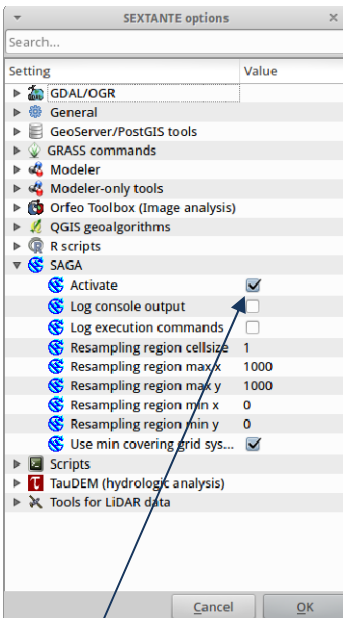 SEXTANTE options
Search...
Setting Value
GDAL/OGR
General
GeoServer/PostGIS tools
GRASS commands
Modeler
Modeler-only tools
Orfeo Toolbox (Image analysis)
QGIS geoalgorithms
R scripts
SAGA
Activate
Log console output
Log execution commands
Resampling region cellsize 1
Resampling region max x 1000
Resampling region max y 1000
Resampling region min x 0
Resampling region min y 0
Use min covering grid sys...
Scripts
TauDEM (hydrologic analysis)
Tools for LiDAR data
Cancel OK